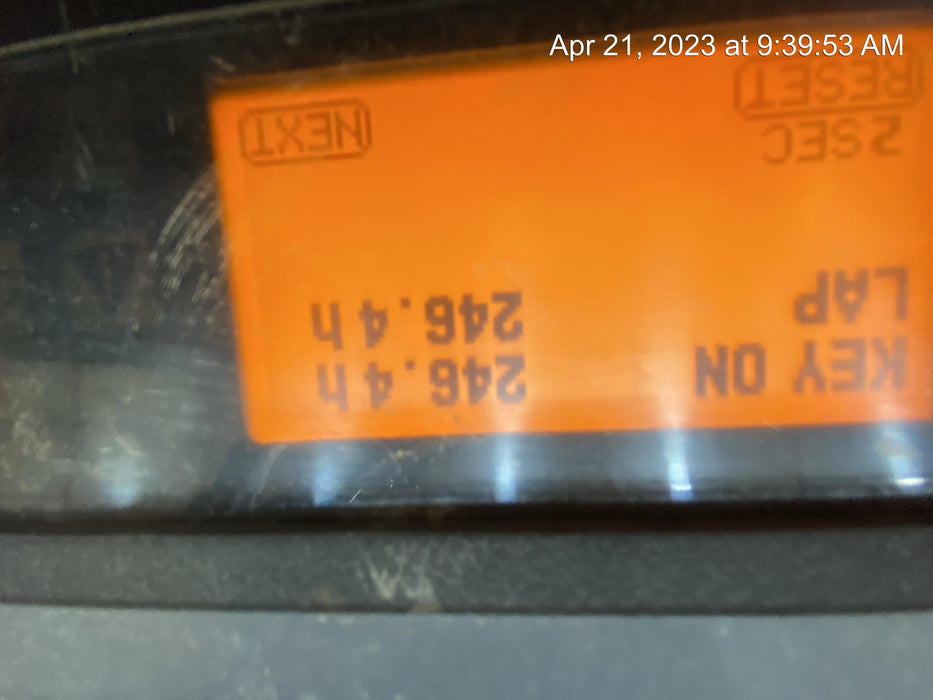 Apr 21, 2023 at 9:39:53 AM
KEY ON 246.4h
LAP 246.4h
2SEC
RESET NEXT